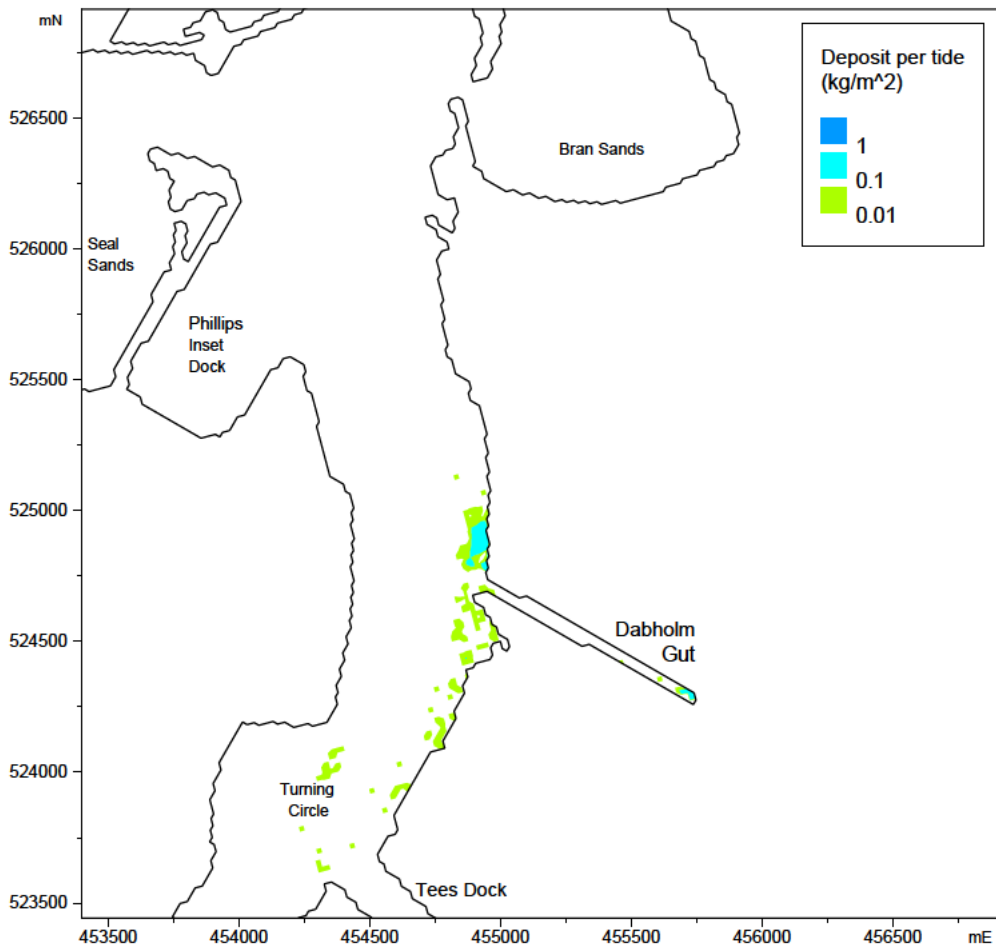 mN
Deposit per tide
(kg/m^2)
1
0.1
0.01
526500
Bran Sands
526000
Seal
Sands
Phillips
Inset
Dock
525500
525000
524500
Dabholm
Gut
524000
Turning
Circle
523500
Tees Dock
453500
454000
454500
455000
455500
456000
456500
mE